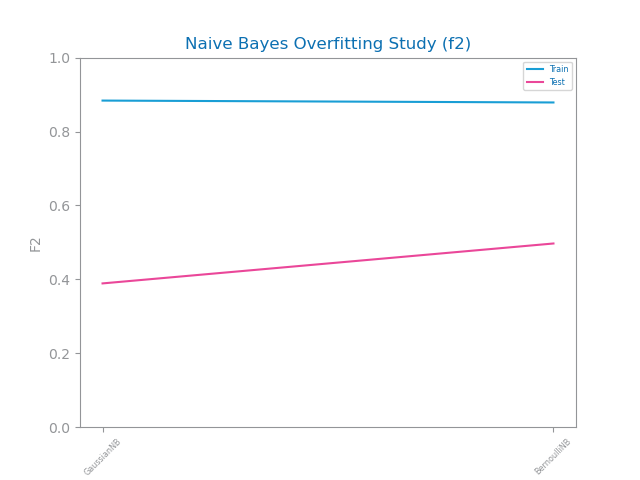 Naive Bayes Overfitting Study (f2)
Train
Test
F2
1.0
0.8
0.6
0.4
0.2
0.0
GaussianNB
BernoulliNB